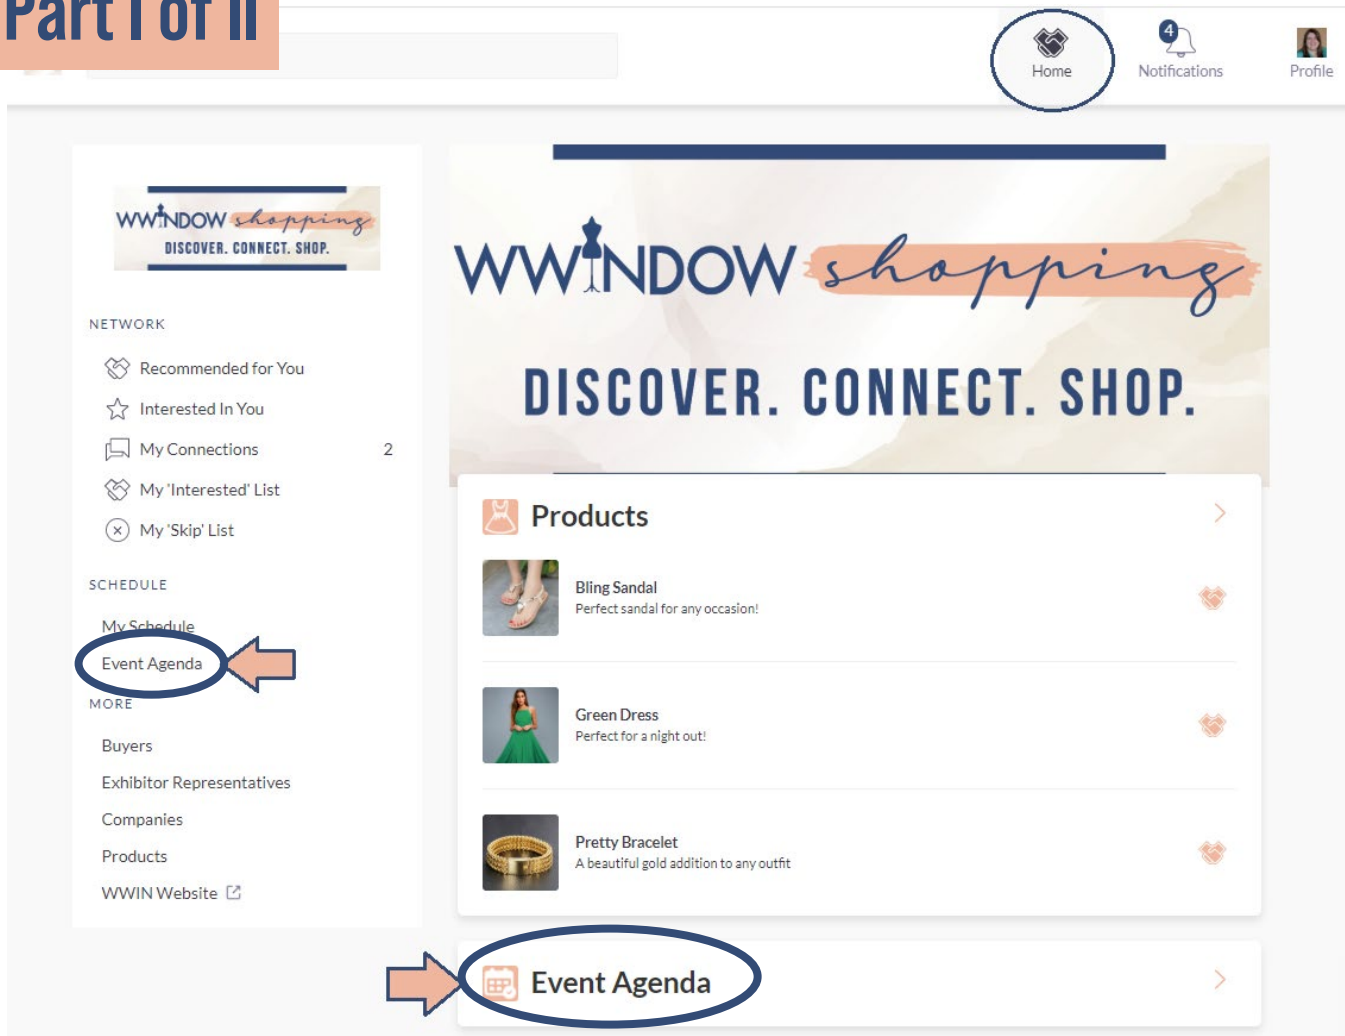 Part I of II
Home
4
Notifications
Profile
WWINDOW shopping
DISCOVER. CONNECT. SHOP.
NETWORK
Recommended for You
Interested In You
My Connections 2
My 'Interested' List
My 'Skip' List
SCHEDULE
My Schedule
Event Agenda
MORE
Buyers
Exhibitor Representatives
Companies
Products
WWIN Website
WWINDOW shopping
DISCOVER. CONNECT. SHOP.
Products
Bling Sandal
Perfect sandal for any occasion!
Green Dress
Perfect for a night out!
Pretty Bracelet
A beautiful gold addition to any outfit
Event Agenda